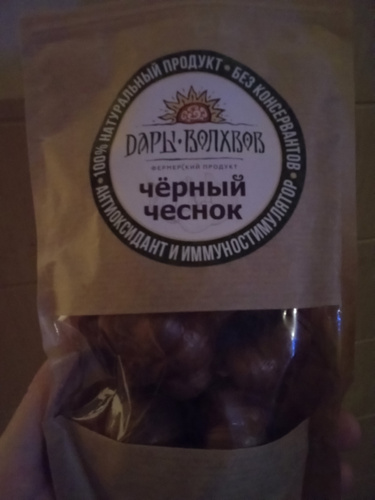 100% НАТУРАЛЬНЫЙ ПРОДУКТ • БЕЗ КОНСЕРВАНТОВ •
ДАРЫ • ВОЛХВОВ
ФЕРМЕРСКИЙ ПРОДУКТ
чёрный
чеснок
АНТИОКСИДАНТ И ИММУНОСТИМУЛЯТОР •